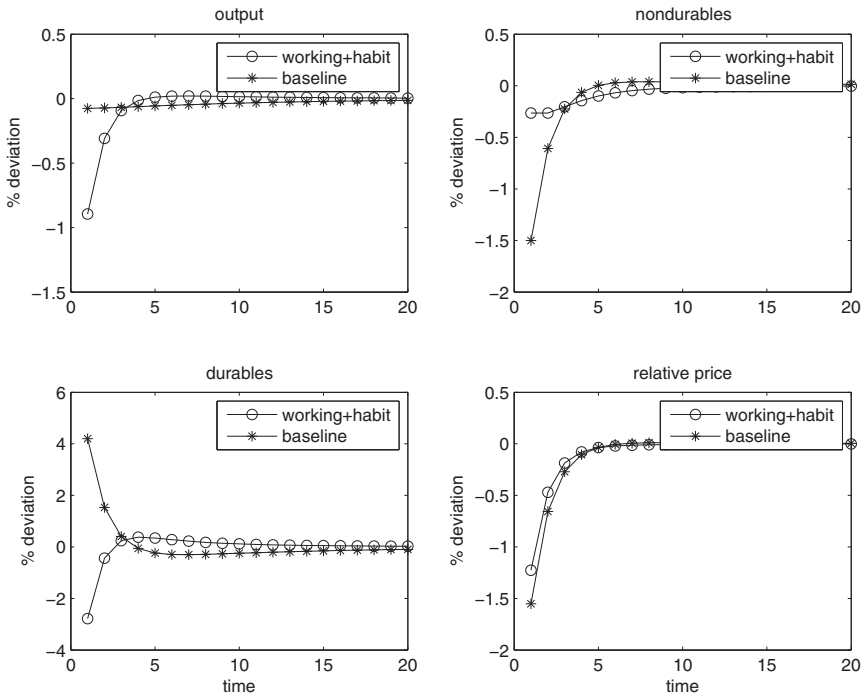 output
0.5
0
−0.5
−1
−1.5
% deviation
0 5 10 15 20
working+habit
baseline
nondurables
0.5
0
−0.5
−1
−1.5
−2
% deviation
0 5 10 15 20
working+habit
baseline
durables
6
4
2
0
−2
−4
% deviation
0 5 10 15 20
time
working+habit
baseline
relative price
0.5
0
−0.5
−1
−1.5
−2
% deviation
0 5 10 15 20
time
working+habit
baseline